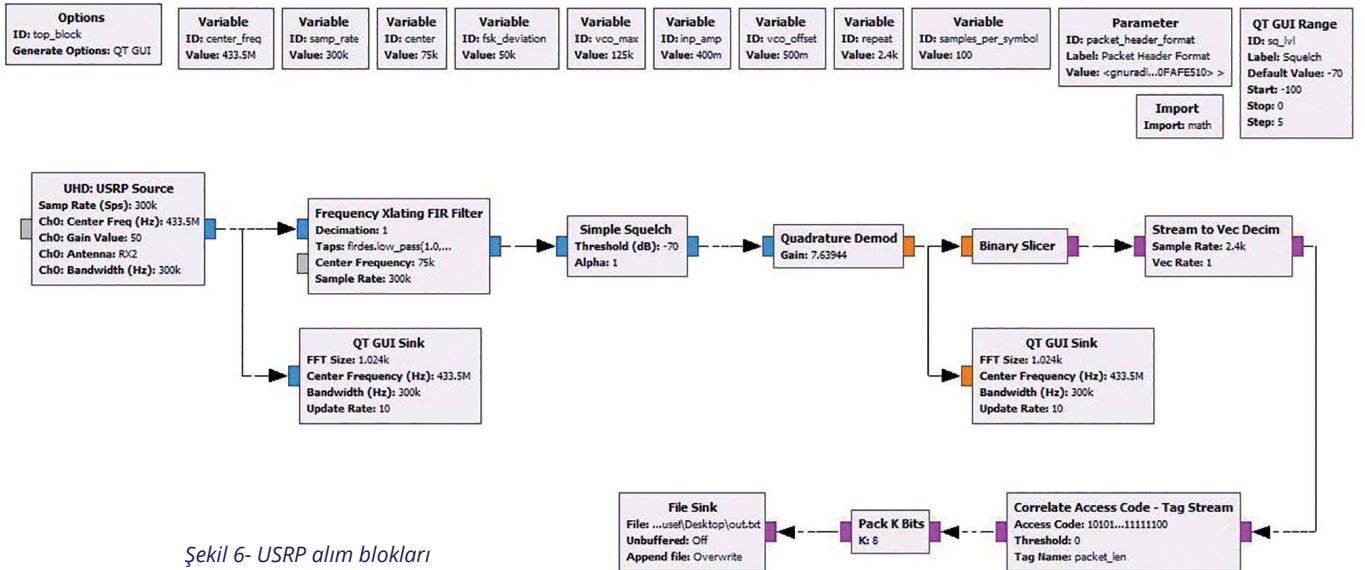 Options
ID: top_block
Generate Options: QT GUI
Variable
ID: center_freq
Value: 433.5M
Variable
ID: samp_rate
Value: 300k
Variable
ID: center
Value: 75k
Variable
ID: fsk_deviation
Value: 50k
Variable
ID: vco_max
Value: 125k
Variable
ID: inp_amp
Value: 400m
Variable
ID: vco_offset
Value: 500m
Variable
ID: repeat
Value: 2.4k
Variable
ID: samples_per_symbol
Value: 100
Parameter
ID: packet_header_format
Label: Packet Header Format
Value: <gnuradi...0FAFE510> >
QT GUI Range
ID: sq_lvl
Label: Squelch
Default Value: -70
Start: -100
Stop: 0
Step: 5
Import
Import: math
UHD: USRP Source
Samp Rate (Sps): 300k
Ch0: Center Freq (Hz): 433.5M
Ch0: Gain Value: 50
Ch0: Antenna: RX2
Ch0: Bandwidth (Hz): 300k
Frequency Xlating FIR Filter
Decimation: 1
Taps: firdes.low_pass(1.0,...
Center Frequency: 75k
Sample Rate: 300k
Simple Squelch
Threshold (dB): -70
Alpha: 1
Quadrature Demod
Gain: 7.63944
Binary Slicer
Stream to Vec Decim
Sample Rate: 2.4k
Vec Rate: 1
QT GUI Sink
FFT Size: 1.024k
Center Frequency (Hz): 433.5M
Bandwidth (Hz): 300k
Update Rate: 10
QT GUI Sink
FFT Size: 1.024k
Center Frequency (Hz): 433.5M
Bandwidth (Hz): 300k
Update Rate: 10
File Sink
File: ...usef\Desktop\out.txt
Unbuffered: Off
Append file: Overwrite
Pack K Bits
K: 8
Correlate Access Code - Tag Stream
Access Code: 10101...11111100
Threshold: 0
Tag Name: packet_len
Şekil 6- USRP alım blokları